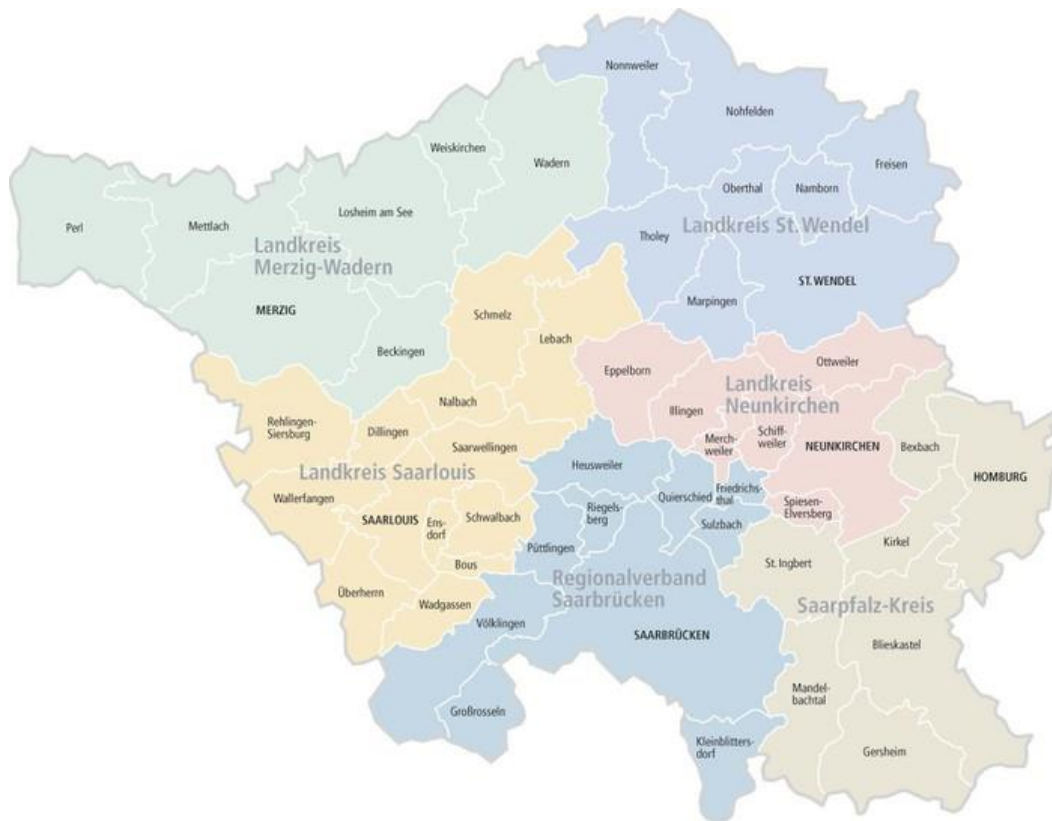 Nonnweiler
Nohfelden
Weiskirchen
Wadern
Freisen
Oberthal
Namborn
Perl
Mettlach
Losheim am See
Landkreis
Merzig-Wadern
Tholey
Landkreis St. Wendel
ST. WENDEL
MERZIG
Marpingen
Schmelz
Lebach
Beckingen
Ottweiler
Eppelborn
Landkreis
Neunkirchen
Nalbach
Illingen
Rehlingen-
Siersburg
Dillingen
Saarwellingen
Merch-
weiler
Schiff-
weiler
NEUNKIRCHEN
Bexbach
HOMBURG
Landkreis Saarlouis
Heusweiler
Wallerfangen
Quierschied
Friedrichs-
thal
Spiesen-
Elversberg
SAARLOUIS
Ens-
dorf
Schwalbach
Riegels-
berg
Sulzbach
Kirkel
Püttlingen
St. Ingbert
Bous
Regionalverband
Saarbrücken
Überherrn
Wadgassen
Saarpfalz-Kreis
Völklingen
SAARBRÜCKEN
Blieskastel
Mandel-
bachtal
Großrosseln
Kleinblitters-
dorf
Gersheim